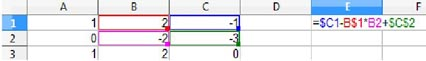 A B C D E F
1 1 2 -1 =$C1-B$1*B2+$C$2
2 0 -2 -3
3 1 2 0